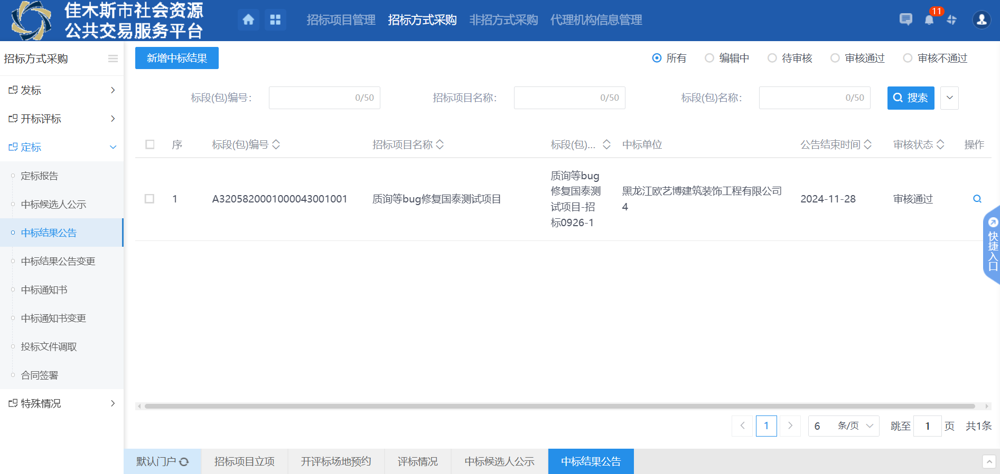 佳木斯市社会资源
公共交易服务平台
招标项目管理 招标方式采购 非招方式采购 代理机构信息管理
11
招标方式采购
发标
开标评标
定标
定标报告
中标候选人公示
中标结果公告
中标结果公告变更
中标通知书
中标通知书变更
投标文件调取
合同签署
特殊情况
新增中标结果
所有 编辑中 待审核 审核通过 审核不通过
标段(包)编号： 0/50 招标项目名称： 0/50 标段(包)名称： 0/50 搜索
序 标段(包)编号 招标项目名称 标段(包)... 中标单位 公告结束时间 审核状态 操作
1 A3205820001000043001001 质询等bug修复国泰测试项目
质询等bug
修复国泰测
试项目-招
标0926-1
黑龙江欧艺博建筑装饰工程有限公司
4
2024-11-28 审核通过
快捷入口
1 6 条/页 跳至 1 页 共1条
默认门户 招标项目立项 开评标场地预约 评标情况 中标候选人公示 中标结果公告